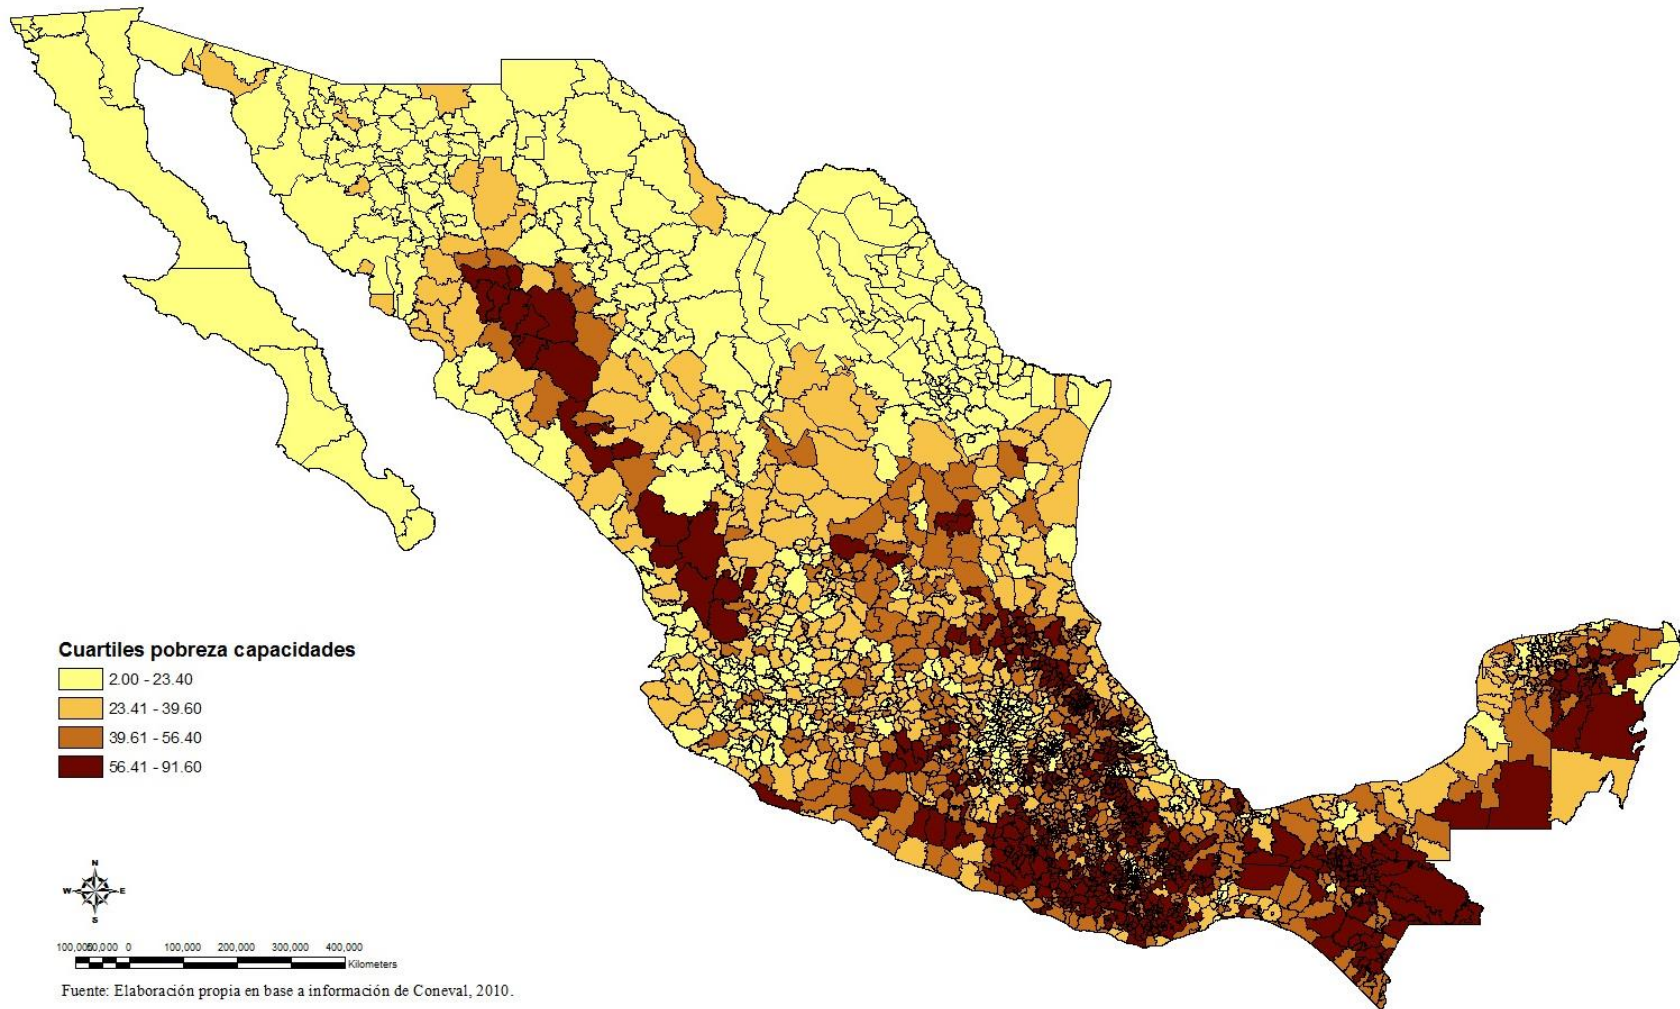 Cuartiles pobreza capacidades
2.00 - 23.40
23.41 - 39.60
39.61 - 56.40
56.41 - 91.60
N
W E
S
0 100,000 200,000 300,000 400,000
Kilometers
Fuente: Elaboración propia en base a información de Coneval, 2010.